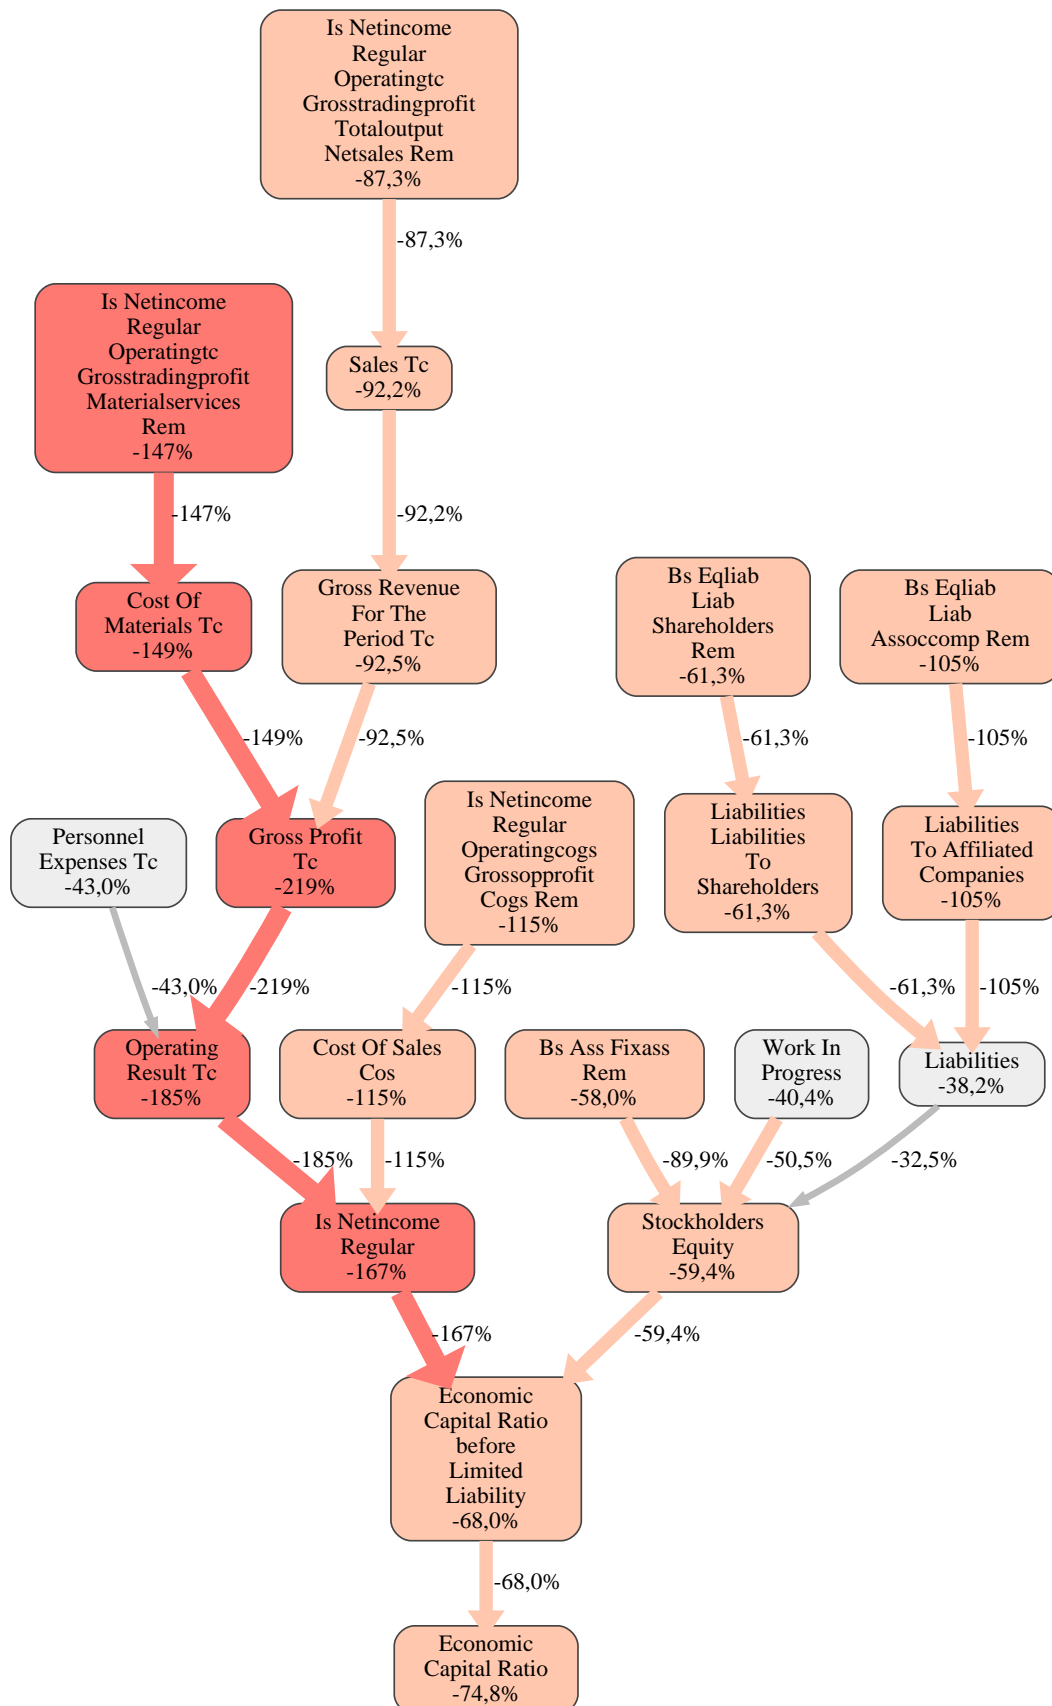 Is Netincome
Regular
Operatingtc
Grosstradingprofit
Totaloutput
Netsales Rem
-87,3%
-87,3%
Is Netincome
Regular
Operatingtc
Grosstradingprofit
Materialservices
Rem
-147%
Sales Tc
-92,2%
-147%
-92,2%
Cost Of
Materials Tc
-149%
Gross Revenue
For The
Period Tc
-92,5%
Bs Eqliab
Liab
Shareholders
Rem
-61,3%
Bs Eqliab
Liab
Assoccomp Rem
-105%
-149%
-92,5%
-61,3%
-105%
Personnel
Expenses Tc
-43,0%
Gross Profit
Tc
-219%
Is Netincome
Regular
Operatingcogs
Grossopprofit
Cogs Rem
-115%
Liabilities
Liabilities
To
Shareholders
-61,3%
Liabilities
To Affiliated
Companies
-105%
-43,0%
-219%
-115%
-61,3%
-105%
Operating
Result Tc
-185%
Cost Of Sales
Cos
-115%
Bs Ass Fixass
Rem
-58,0%
Work In
Progress
-40,4%
Liabilities
-38,2%
-185%
-115%
-89,9%
-50,5%
-32,5%
Is Netincome
Regular
-167%
Stockholders
Equity
-59,4%
-167%
-59,4%
Economic
Capital Ratio
before
Limited
Liability
-68,0%
-68,0%
Economic
Capital Ratio
-74,8%